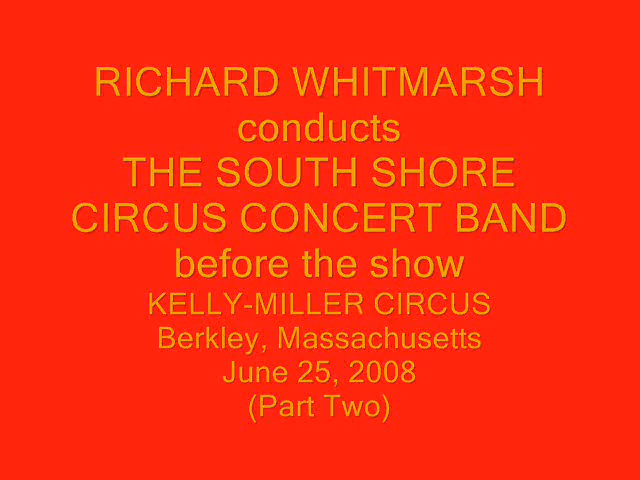 RICHARD WHITMARSH
conducts
THE SOUTH SHORE
CIRCUS CONCERT BAND
before the show
KELLY-MILLER CIRCUS
Berkley, Massachusetts
June 25, 2008
(Part Two)